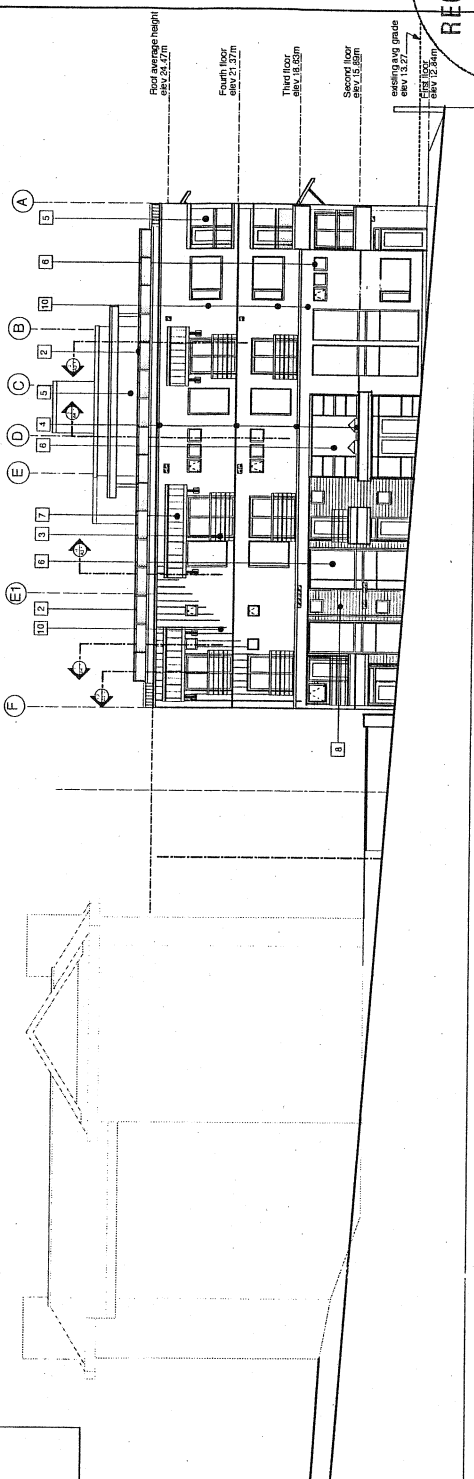 Roof average height
elev 24.47m
Fourth floor
elev 21.37m
Third floor
elev 18.63m
Second floor
elev 15.89m
existing avg grade
elev 13.27
First floor
elev 12.84m
A
B
C
D
E
E1
F
5
6
10
2
5
4
6
7
3
6
2
10
8
REC